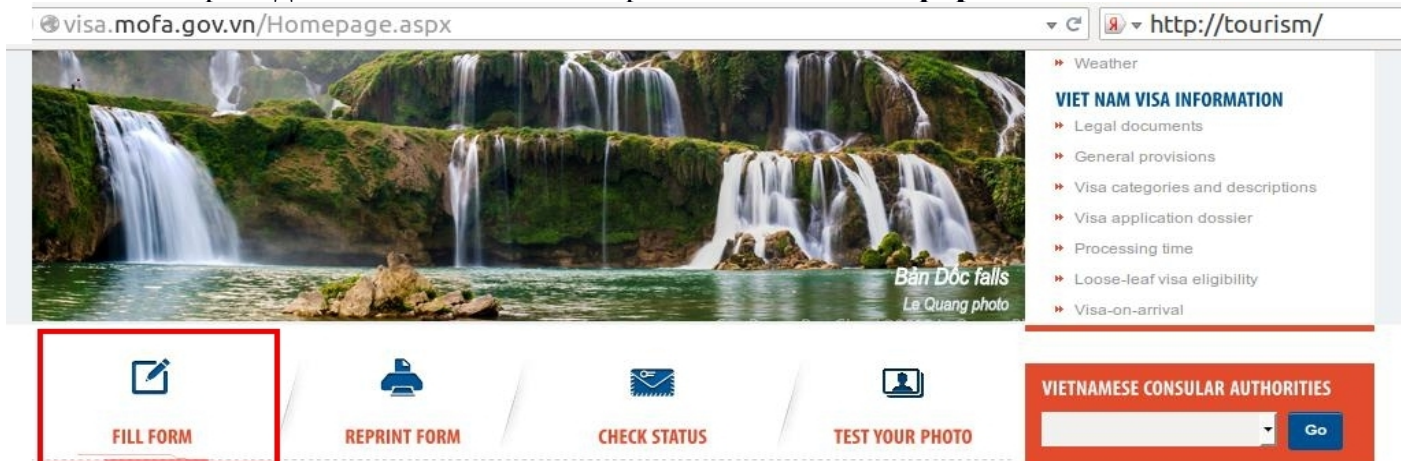 visa.mofa.gov.vn/Homepage.aspx
http://tourism/
Weather
VIET NAM VISA INFORMATION
Legal documents
General provisions
Visa categories and descriptions
Visa application dossier
Processing time
Loose-leaf visa eligibility
Visa-on-arrival
Bản Dốc falls
Le Quang photo
FILL FORM
REPRINT FORM
CHECK STATUS
TEST YOUR PHOTO
VIETNAMESE CONSULAR AUTHORITIES
Go